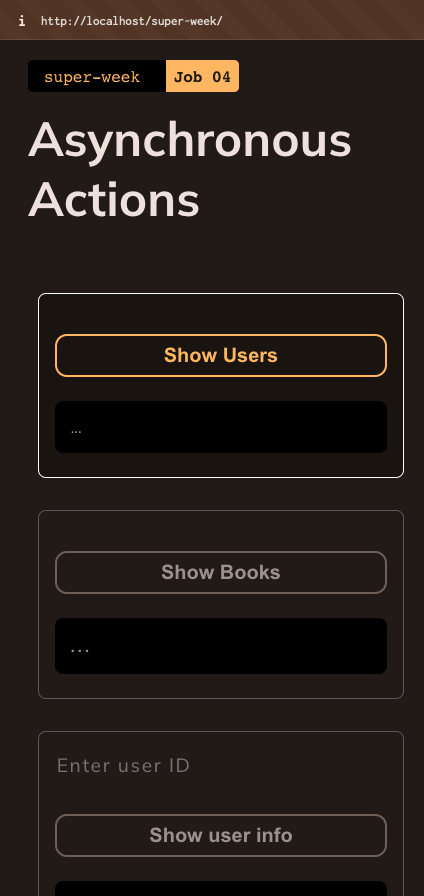 i http://localhost/super-week/
super-week Job 04
Asynchronous
Actions
Show Users
...
Show Books
...
Enter user ID
Show user info